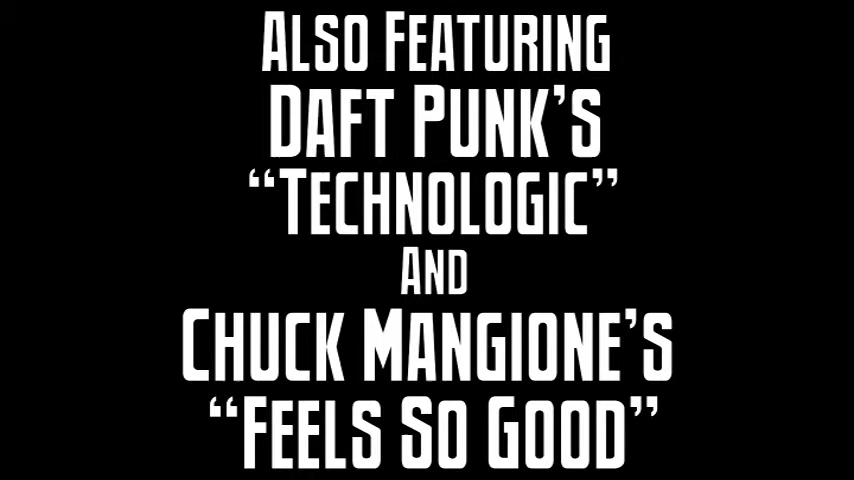 Also Featuring
Daft Punk’s
“Technologic”
And
Chuck Mangione’s
“Feels So Good”